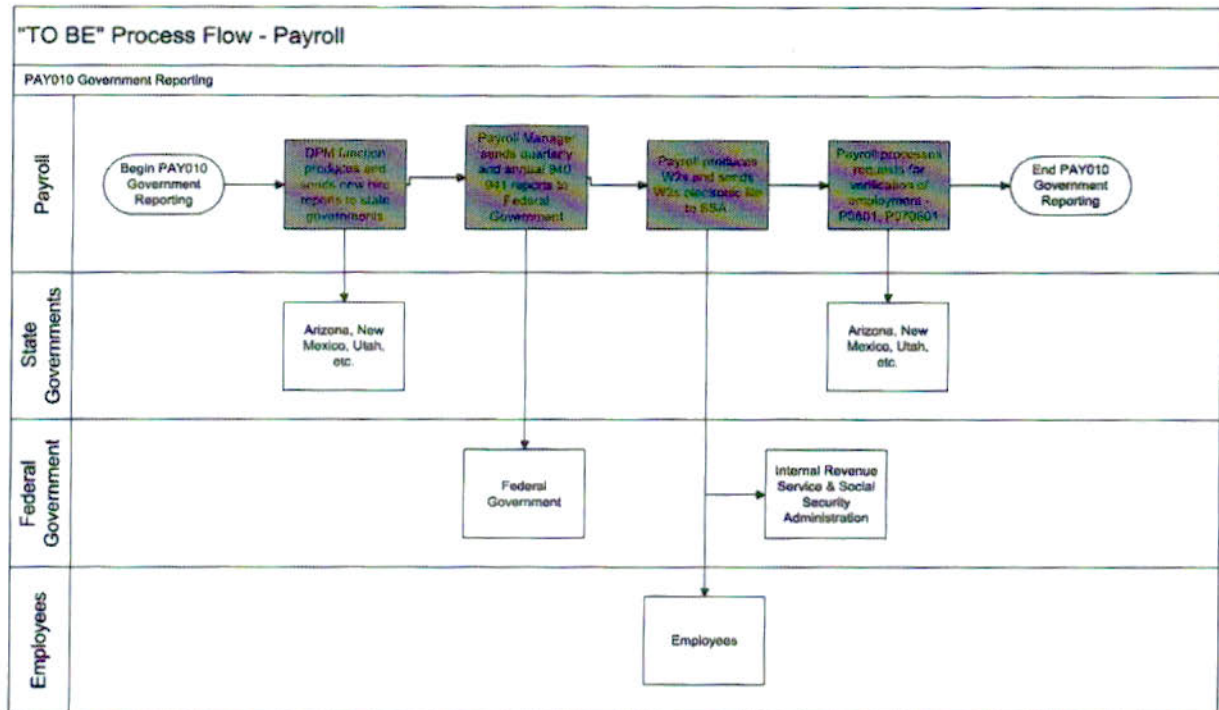 "TO BE" Process Flow - Payroll
PAY010 Government Reporting
Payroll
Begin PAY010
Government
Reporting
DPM function
produces and
sends new hire
reports to state
governments
Payroll Manager
sends quarterly
and annual 940
941 reports to
Federal
Government
Payroll produces
W2s and sends
W2s electronic file
to SSA
Payroll processes
requests for
verification of
employment -
End PAY010
Government
Reporting
State
Governments
Arizona, New
Mexico, Utah,
etc.
Arizona, New
Mexico, Utah,
etc.
Federal
Government
Federal
Government
Internal Revenue
Service & Social
Security
Administration
Employees
Employees